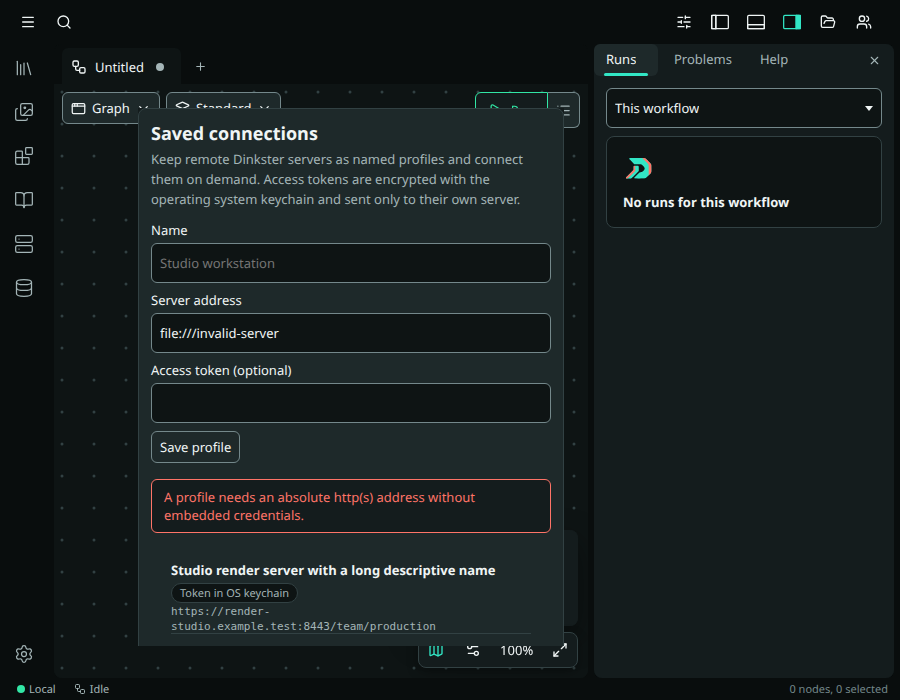 Untitled
Runs
Problems
Help
Graph
Standard
This workflow
No runs for this workflow
Saved connections
Keep remote Dinkster servers as named profiles and connect
them on demand. Access tokens are encrypted with the
operating system keychain and sent only to their own server.
Name
Studio workstation
Server address
file:///invalid-server
Access token (optional)
Save profile
A profile needs an absolute http(s) address without
embedded credentials.
Studio render server with a long descriptive name
Token in OS keychain
https://render-
studio.example.test:8443/team/production
100%
Local
Idle
0 nodes, 0 selected